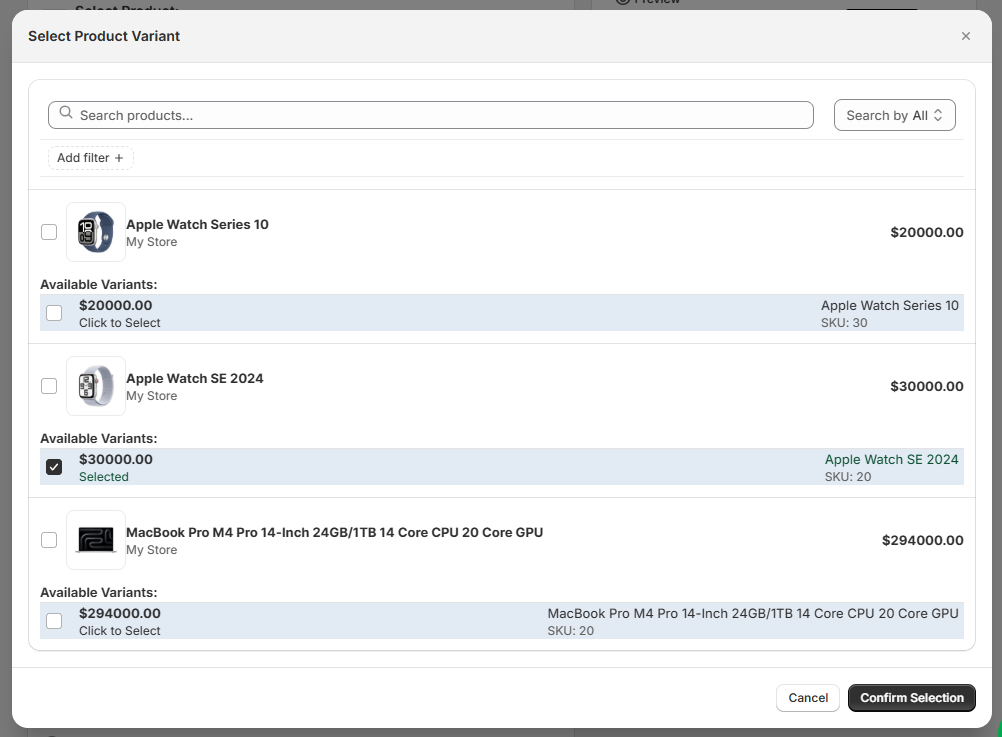 Select Product:
Preview
Select Product Variant
Search products...
Search by All
Add filter +
Apple Watch Series 10
My Store
$20000.00
Available Variants:
$20000.00
Apple Watch Series 10
Click to Select
SKU: 30
Apple Watch SE 2024
My Store
$30000.00
Available Variants:
$30000.00
Apple Watch SE 2024
Selected
SKU: 20
MacBook Pro M4 Pro 14-Inch 24GB/1TB 14 Core CPU 20 Core GPU
My Store
$294000.00
Available Variants:
$294000.00
MacBook Pro M4 Pro 14-Inch 24GB/1TB 14 Core CPU 20 Core GPU
Click to Select
SKU: 20
Cancel
Confirm Selection